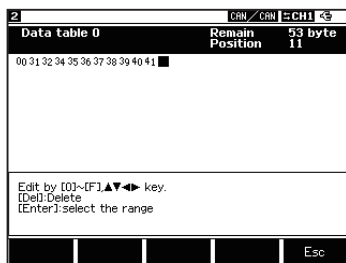 2 CAN/CAN ⇆CH1
Data table 0 Remain 53 byte
Position 11
00 31 32 34 35 36 37 38 39 40 41
Edit by [0]~[F],▲▼◀▶ key.
[Del]:Delete
[Enter]:select the range
Esc